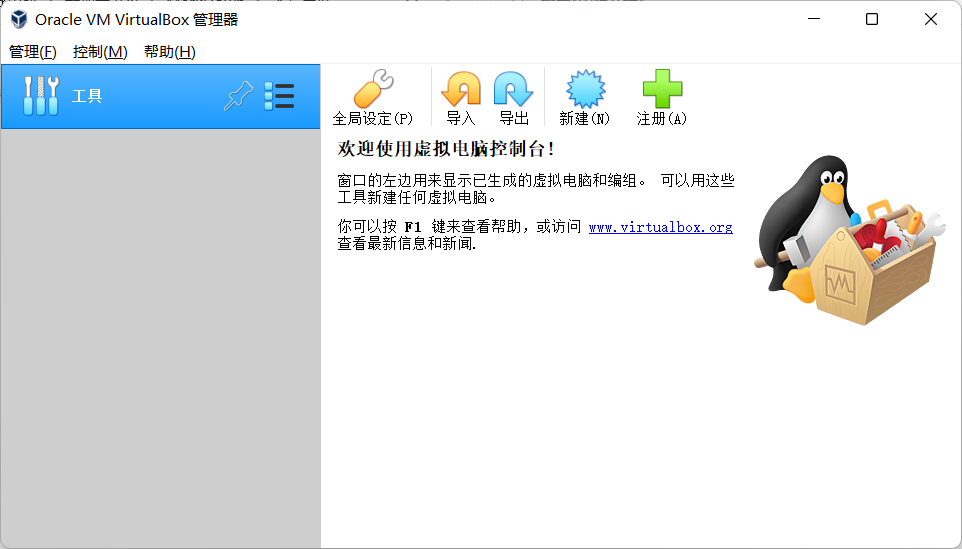 Oracle VM VirtualBox 管理器
管理(F) 控制(M) 帮助(H)
工具
全局设定(P) 导入 导出 新建(N) 注册(A)
欢迎使用虚拟电脑控制台!
窗口的左边用来显示已生成的虚拟电脑和编组。 可以用这些
工具新建任何虚拟电脑。
你可以按 F1 键来查看帮助，或访问 www.virtualbox.org
查看最新信息和新闻.